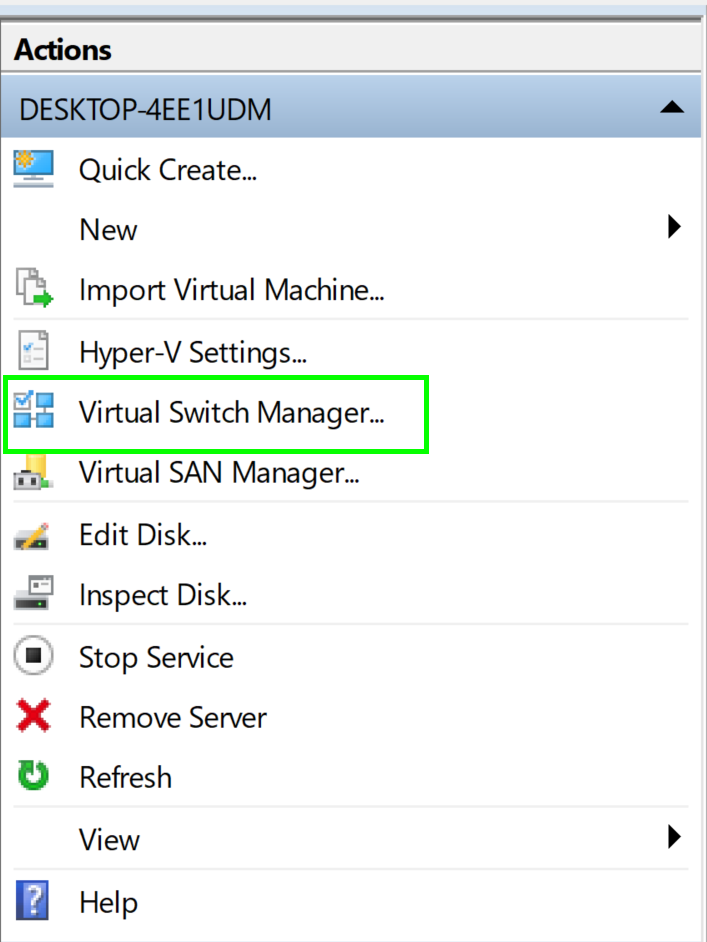 Actions
DESKTOP-4EE1UDM
Quick Create...
New
Import Virtual Machine...
Hyper-V Settings...
Virtual Switch Manager...
Virtual SAN Manager...
Edit Disk...
Inspect Disk...
Stop Service
Remove Server
Refresh
View
Help